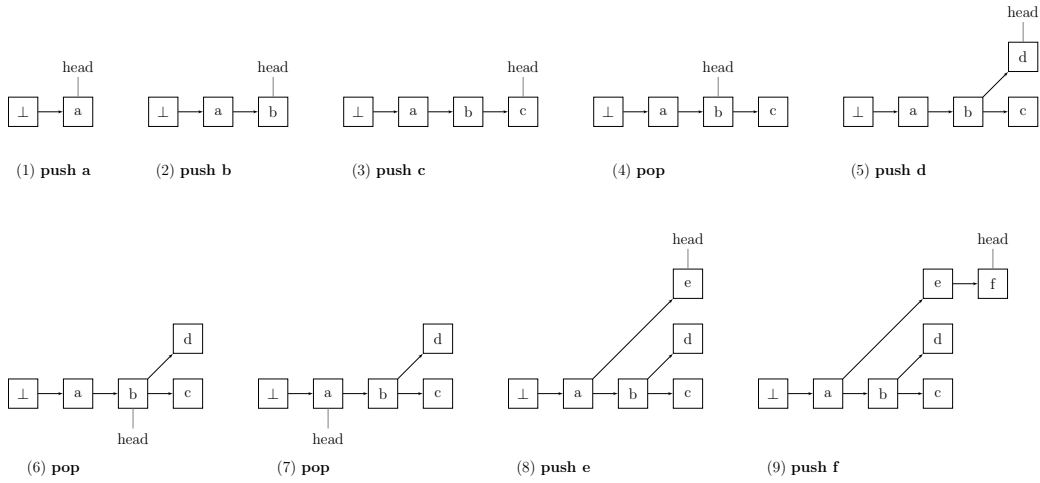 head
head
head
head
head
d
⊥ a
⊥ a b
⊥ a b c
⊥ a b c
⊥ a b c
(1) push a
(2) push b
(3) push c
(4) pop
(5) push d
head
head
e
e f
d
d
d
d
⊥ a b c
⊥ a b c
⊥ a b c
⊥ a b c
head
head
(6) pop
(7) pop
(8) push e
(9) push f